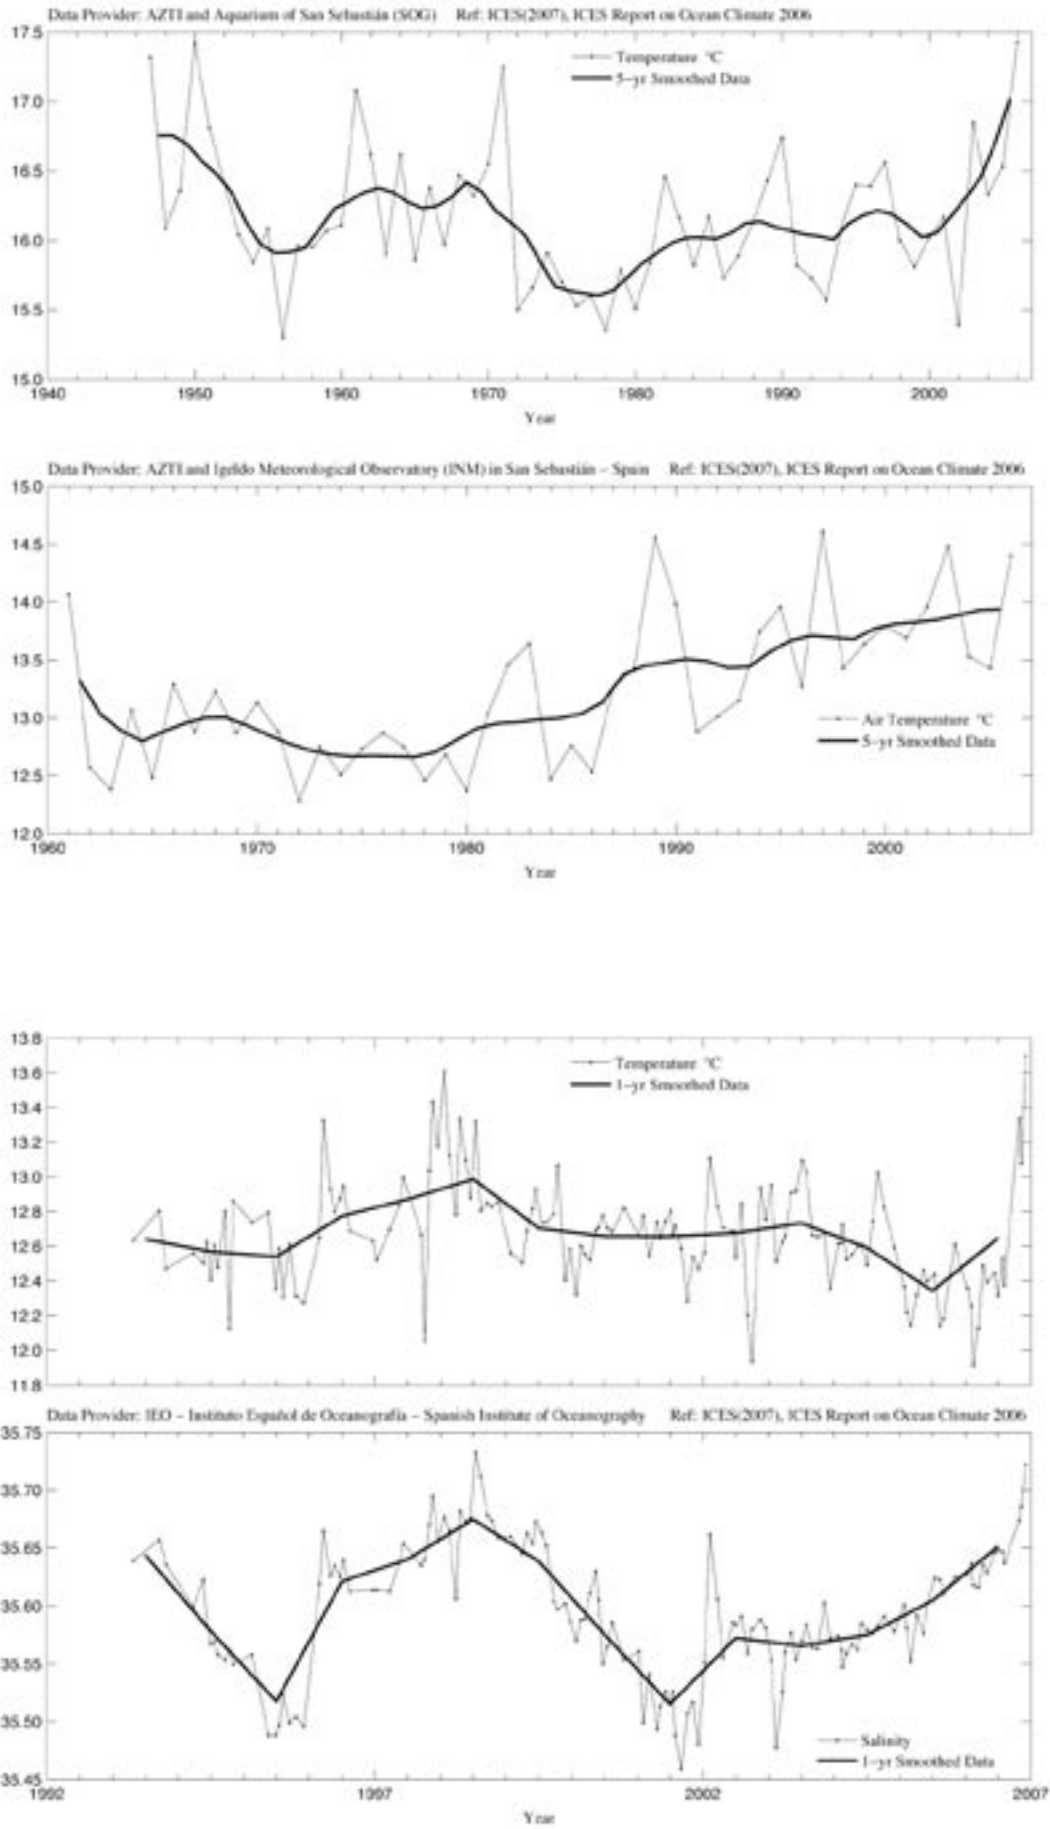 Data Provider: AZTI and Aquarium of San Sebastián (SOG) Ref: ICES(2007), ICES Report on Ocean Climate 2006
17.5
Temperature °C
5-yr Smoothed Data
17.0
16.5
16.0
15.5
15.0
1940 1950 1960 1970 1980 1990 2000
Year
Data Provider: AZTI and Igeldo Meteorological Observatory (INM) in San Sebastián – Spain Ref: ICES(2007), ICES Report on Ocean Climate 2006
15.0
14.5
14.0
13.5
13.0
Air Temperature °C
5-yr Smoothed Data
12.5
12.0
1960 1970 1980 1990 2000
Year
13.8
Temperature °C
13.6
1-yr Smoothed Data
13.4
13.2
13.0
12.8
12.6
12.4
12.2
12.0
11.8
Data Provider: IEO – Instituto Español de Oceanografía – Spanish Institute of Oceanography Ref: ICES(2007), ICES Report on Ocean Climate 2006
35.75
35.70
35.65
35.60
35.55
35.50
Salinity
1-yr Smoothed Data
35.45
1992 1997 2002 2007
Year